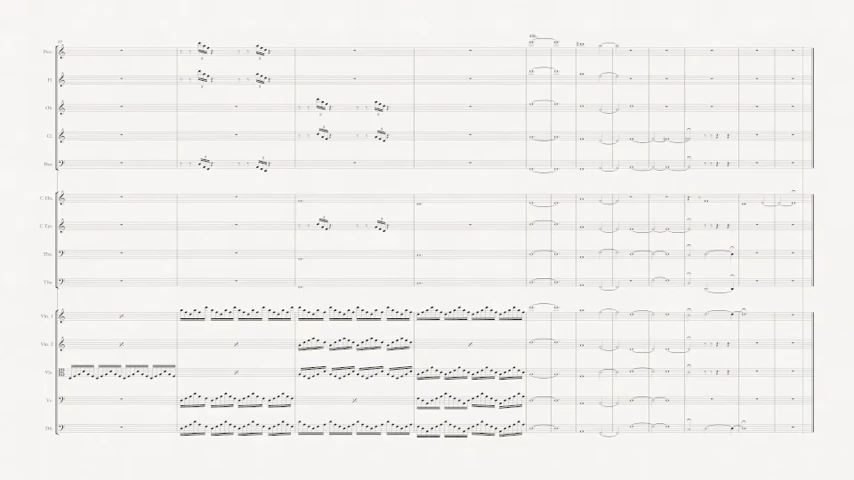 Picc.
Fl.
Ob.
Cl.
Bsn.
C Hn.
C Tpt.
Tbn.
Tba.
Vln. 1
Vln. 2
Vla.
Vc.
Db.